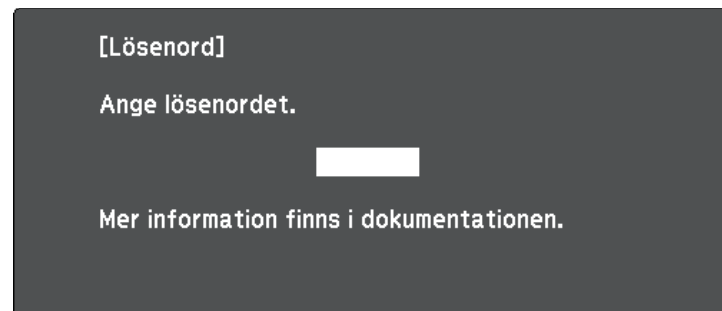 [Lösenord]
Ange lösenordet.
Mer information finns i dokumentationen.